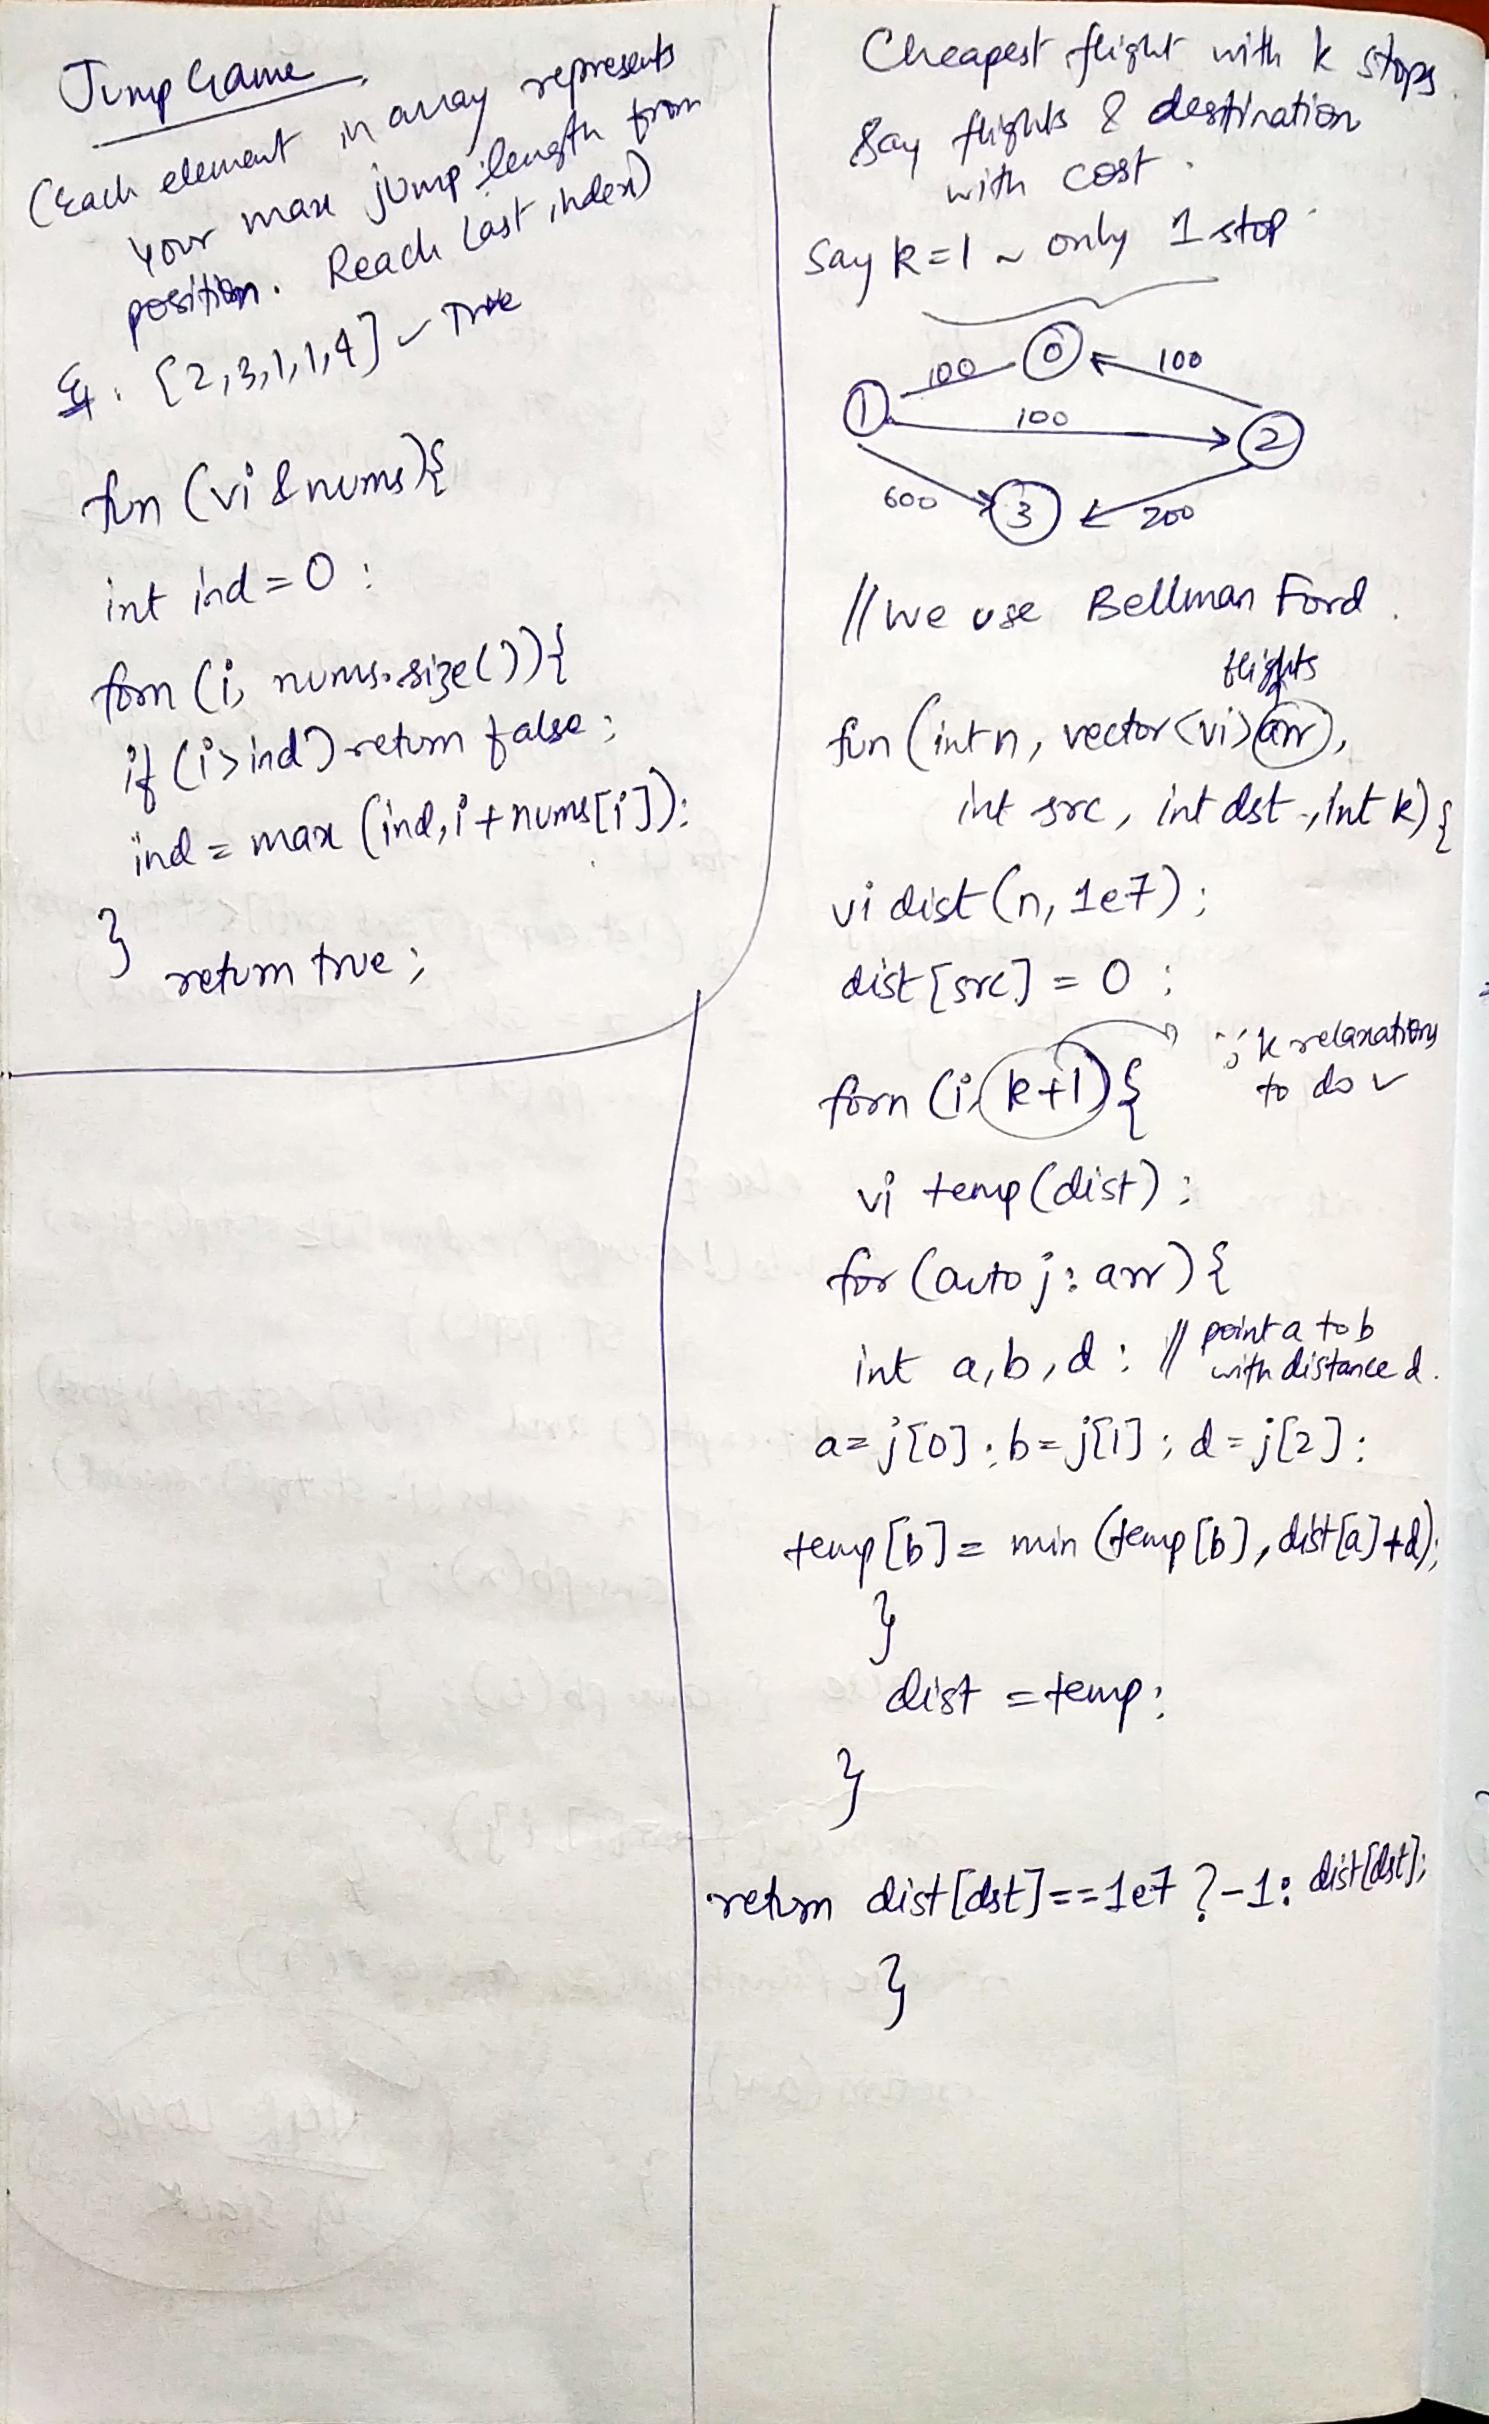 Jump Game
(Each element in array represents
your max jump length from
position. Reach last index)
Eg. [2,3,1,1,4] ~ True
fun (vi &nums){
int ind = 0;
forn (i, nums.size()){
if (i>ind) return false;
ind = max (ind, i + nums[i]);
}
return true;
Cheapest flight with k stops.
Say flights & destination
with cost.
Say k=1 ~ only 1 stop.
0
100
100
1
100
2
600
3
200
// We use Bellman Ford.
flights
fun (int n, vector<vi> arr),
int src, int dst, int k) {
vi dist (n, 1e7);
dist [src] = 0;
forn (i, k+1) {
∵ k relaxations
to do ✓
vi temp (dist);
for (auto j: arr) {
int a, b, d; // point a to b
with distance d.
a = j[0]; b = j[1]; d = j[2];
temp [b] = min (temp [b], dist[a] + d);
}
dist = temp;
}
return dist [dst] == 1e7 ? -1 : dist[dst];
}